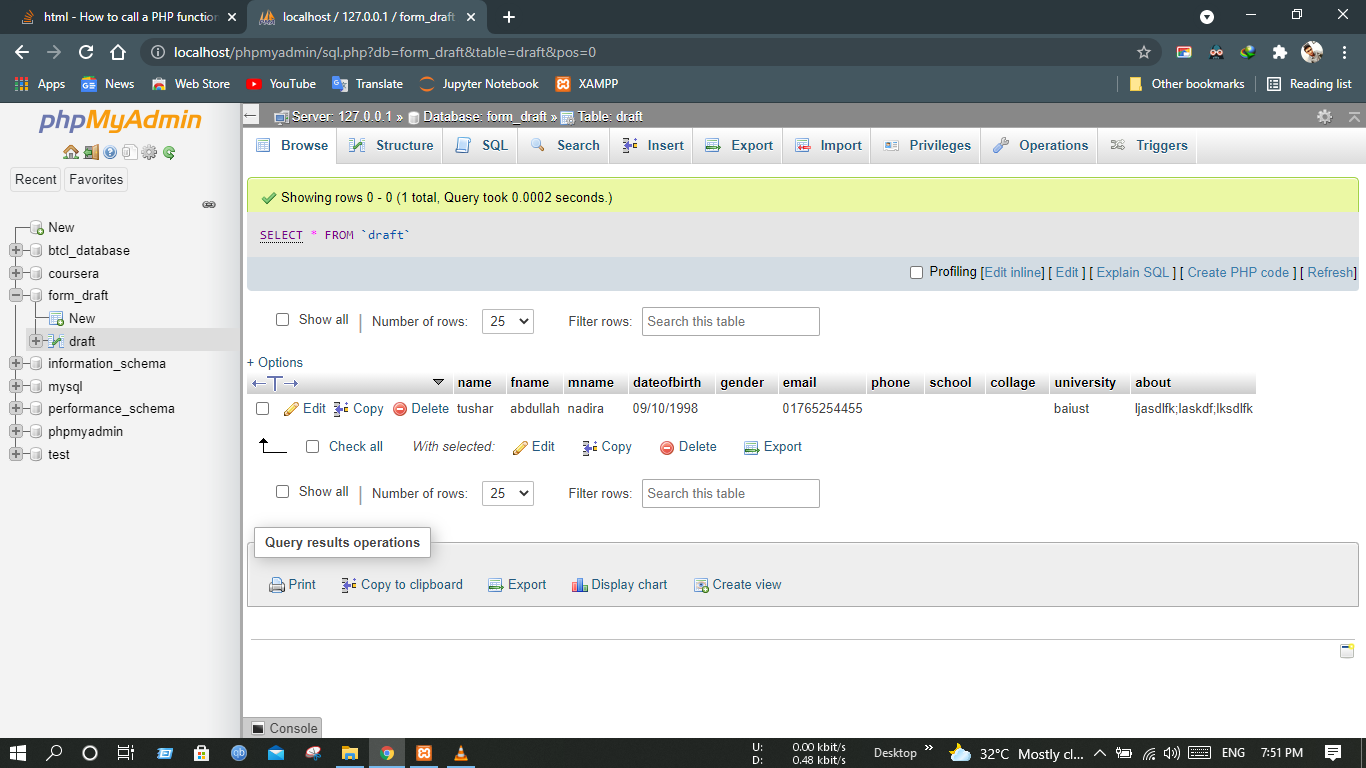 html - How to call a PHP function
localhost / 127.0.0.1 / form_draft
localhost/phpmyadmin/sql.php?db=form_draft&table=draft&pos=0
Apps News Web Store YouTube Translate Jupyter Notebook XAMPP Other bookmarks Reading list
phpMyAdmin
Recent Favorites
New
btcl_database
coursera
form_draft
New
draft
information_schema
mysql
performance_schema
phpmyadmin
test
Server: 127.0.0.1 » Database: form_draft » Table: draft
Browse Structure SQL Search Insert Export Import Privileges Operations Triggers
Showing rows 0 - 0 (1 total, Query took 0.0002 seconds.)
SELECT * FROM `draft`
Profiling [Edit inline] [ Edit ] [ Explain SQL ] [ Create PHP code ] [ Refresh]
Show all | Number of rows: 25 Filter rows: Search this table
+ Options
←T→ name fname mname dateofbirth gender email phone school collage university about
Edit Copy Delete tushar abdullah nadira 09/10/1998 01765254455 baiust ljasdlfk;laskdf;lksdlfk
Check all With selected: Edit Copy Delete Export
Show all | Number of rows: 25 Filter rows: Search this table
Query results operations
Print Copy to clipboard Export Display chart Create view
Console
U: 0.00 kbit/s
D: 0.48 kbit/s
Desktop » 32°C Mostly cl... ENG 7:51 PM